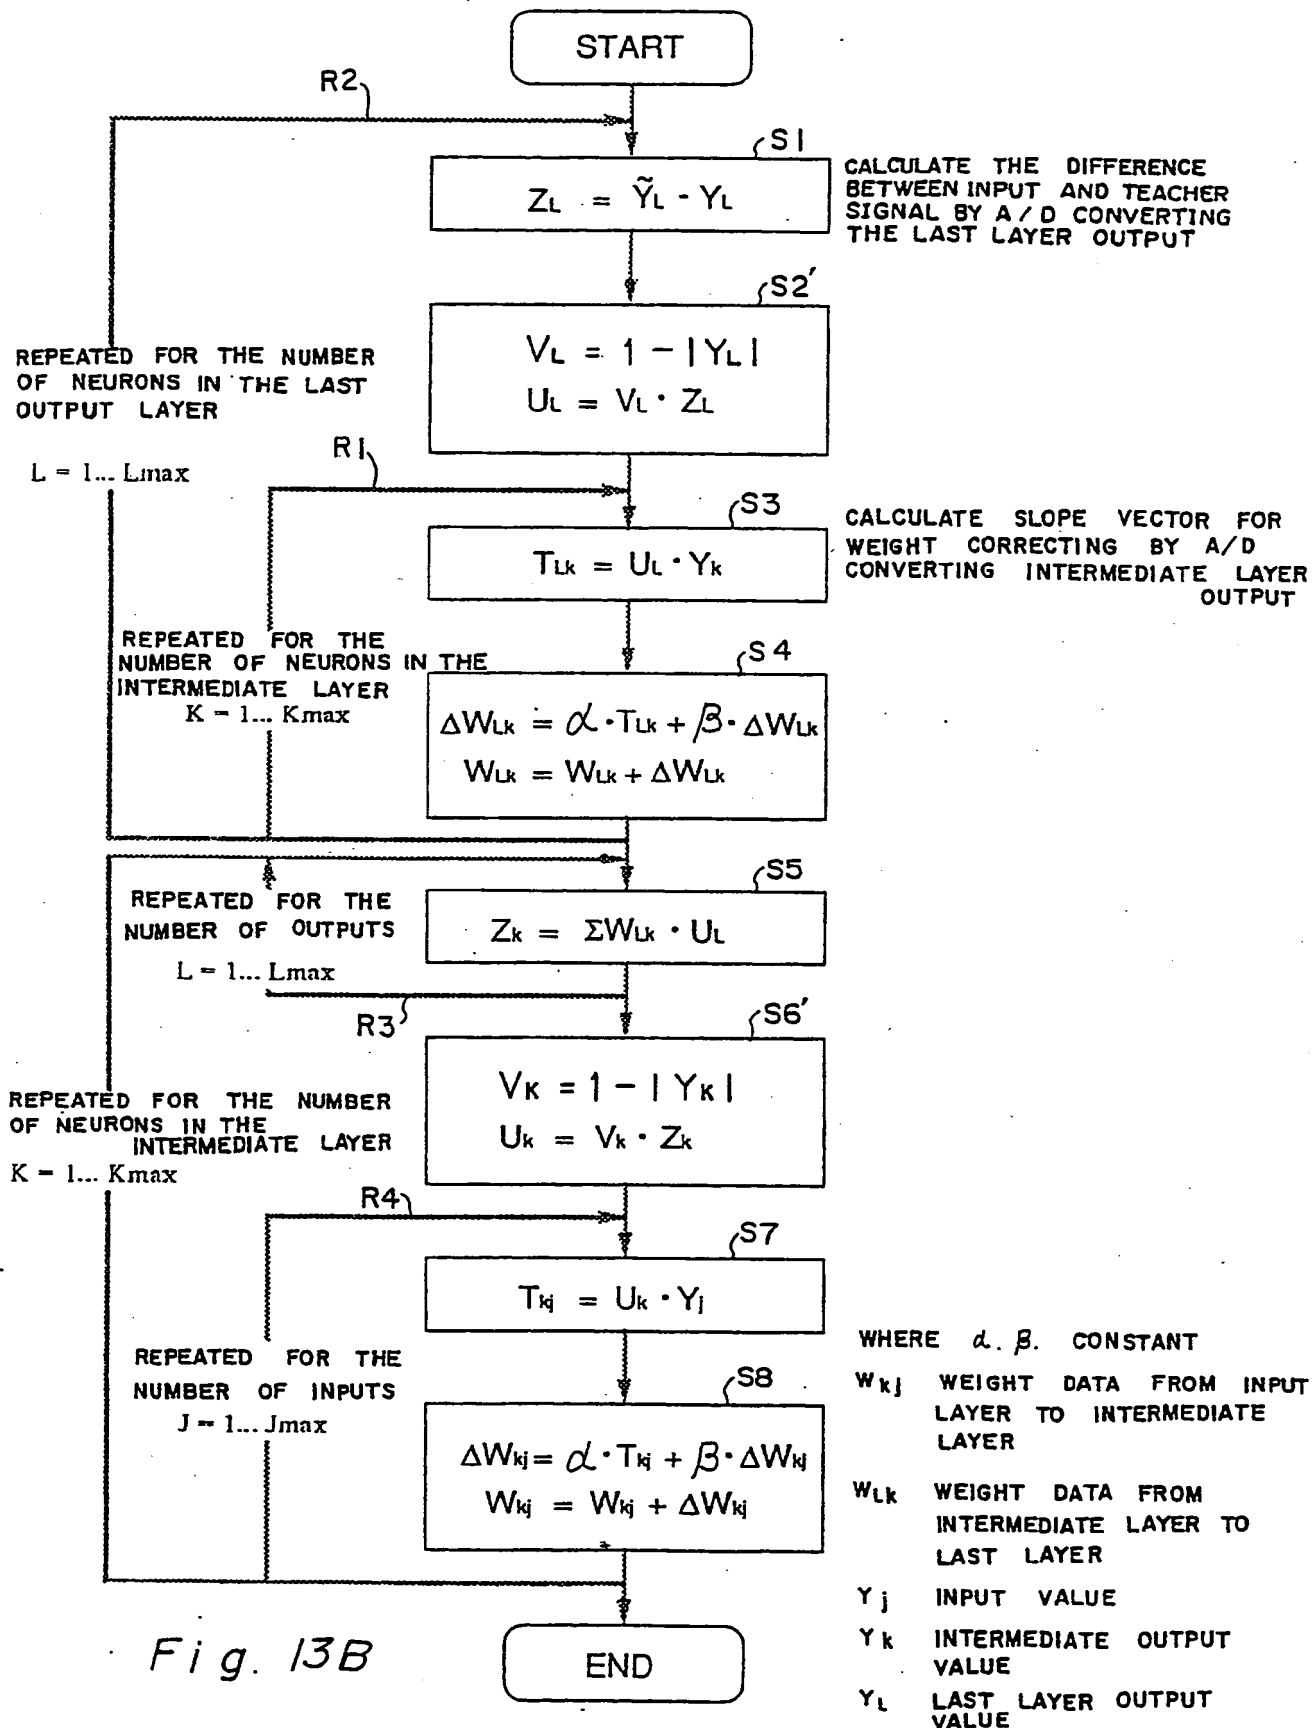 START
R2
S1
Z_L = Ỹ_L - Y_L
CALCULATE THE DIFFERENCE
BETWEEN INPUT AND TEACHER
SIGNAL BY A/D CONVERTING
THE LAST LAYER OUTPUT
S2'
V_L = 1 - |Y_L|
U_L = V_L · Z_L
REPEATED FOR THE NUMBER
OF NEURONS IN THE LAST
OUTPUT LAYER
L = 1... Lmax
R1
S3
T_Lk = U_L · Y_k
CALCULATE SLOPE VECTOR FOR
WEIGHT CORRECTING BY A/D
CONVERTING INTERMEDIATE LAYER
OUTPUT
REPEATED FOR THE
NUMBER OF NEURONS IN THE
INTERMEDIATE LAYER
K = 1... Kmax
S4
ΔW_Lk = α · T_Lk + β · ΔW_Lk
W_Lk = W_Lk + ΔW_Lk
S5
Z_k = ΣW_Lk · U_L
REPEATED FOR THE
NUMBER OF OUTPUTS
L = 1... Lmax
R3
S6'
V_K = 1 - |Y_K|
U_k = V_k · Z_k
REPEATED FOR THE NUMBER
OF NEURONS IN THE
INTERMEDIATE LAYER
K = 1... Kmax
R4
S7
T_kj = U_k · Y_j
REPEATED FOR THE
NUMBER OF INPUTS
J = 1... Jmax
S8
ΔW_kj = α · T_kj + β · ΔW_kj
W_kj = W_kj + ΔW_kj
END
WHERE α. β. CONSTANT
W_kj WEIGHT DATA FROM INPUT
LAYER TO INTERMEDIATE
LAYER
W_Lk WEIGHT DATA FROM
INTERMEDIATE LAYER TO
LAST LAYER
Y_j INPUT VALUE
Y_k INTERMEDIATE OUTPUT
VALUE
Y_L LAST LAYER OUTPUT
VALUE
Fig. 13B